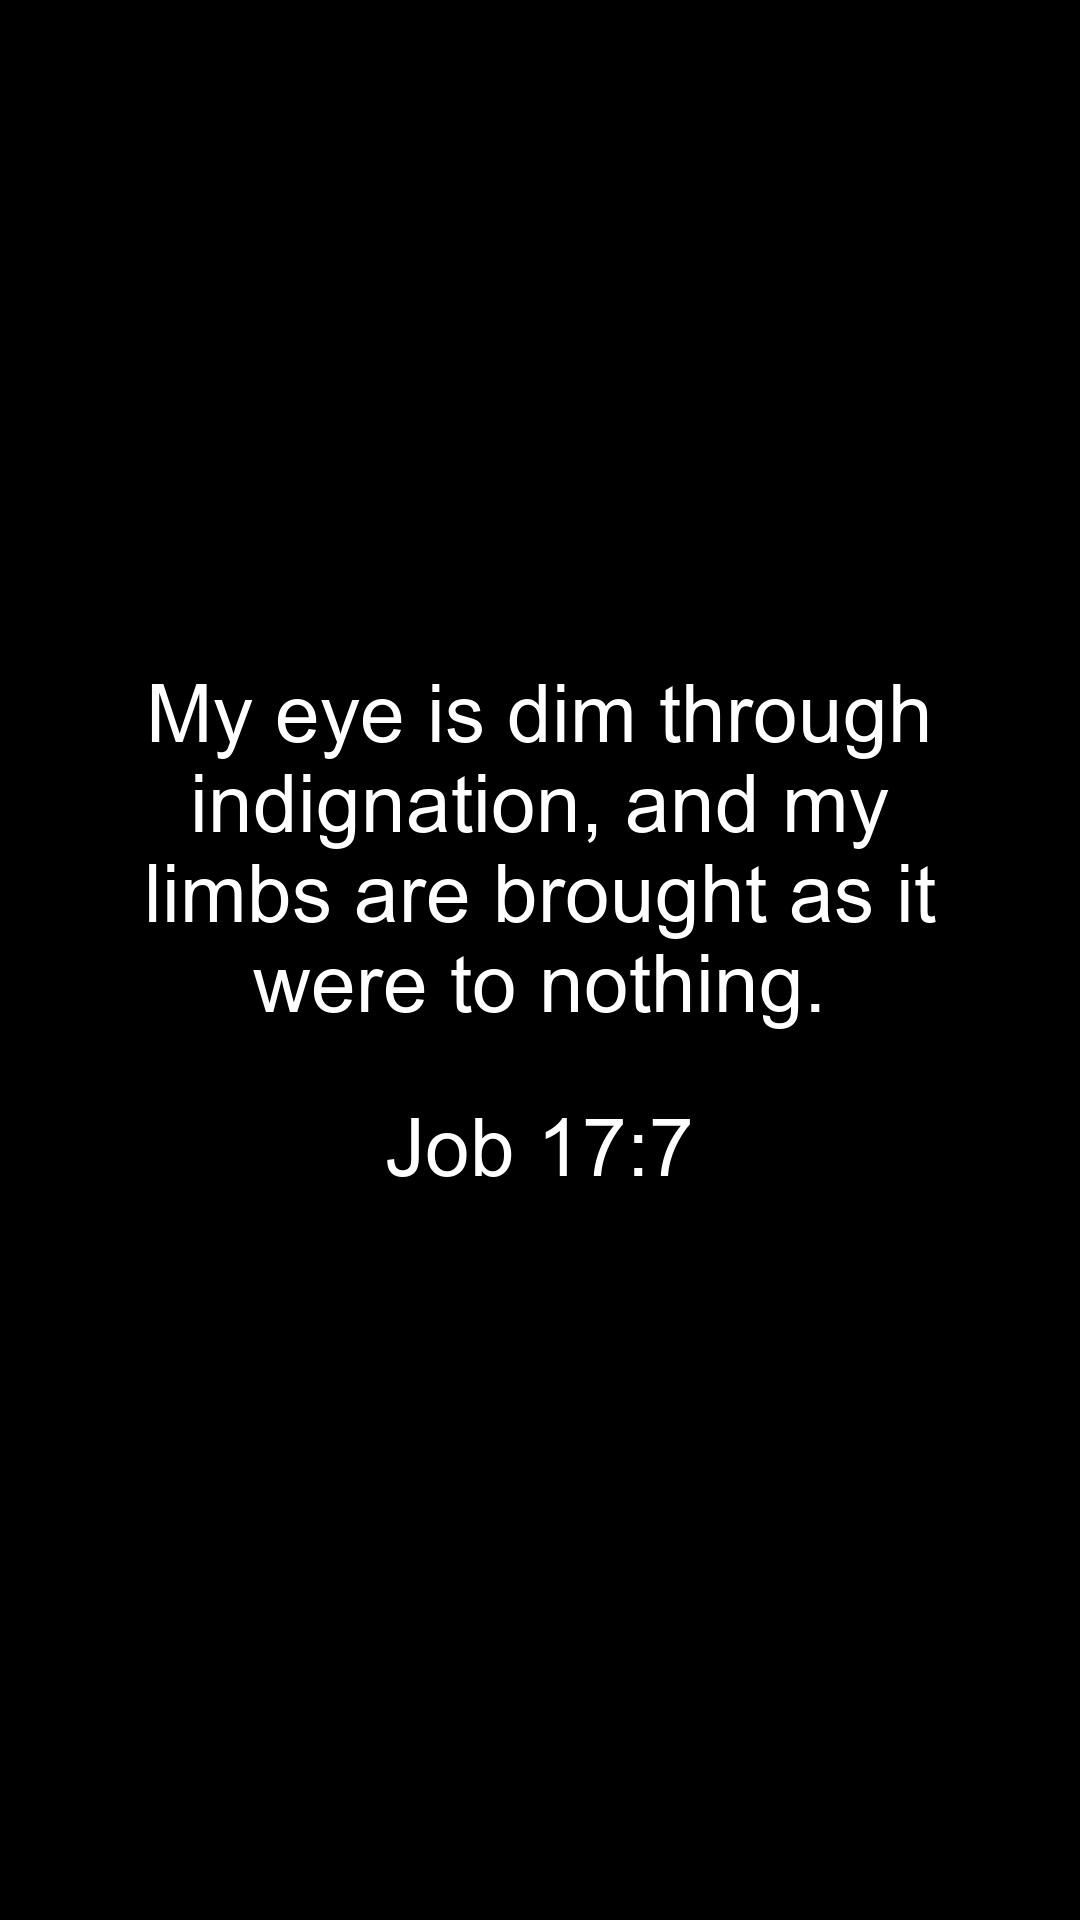 My eye is dim through
indignation, and my
limbs are brought as it
were to nothing.
Job 17:7